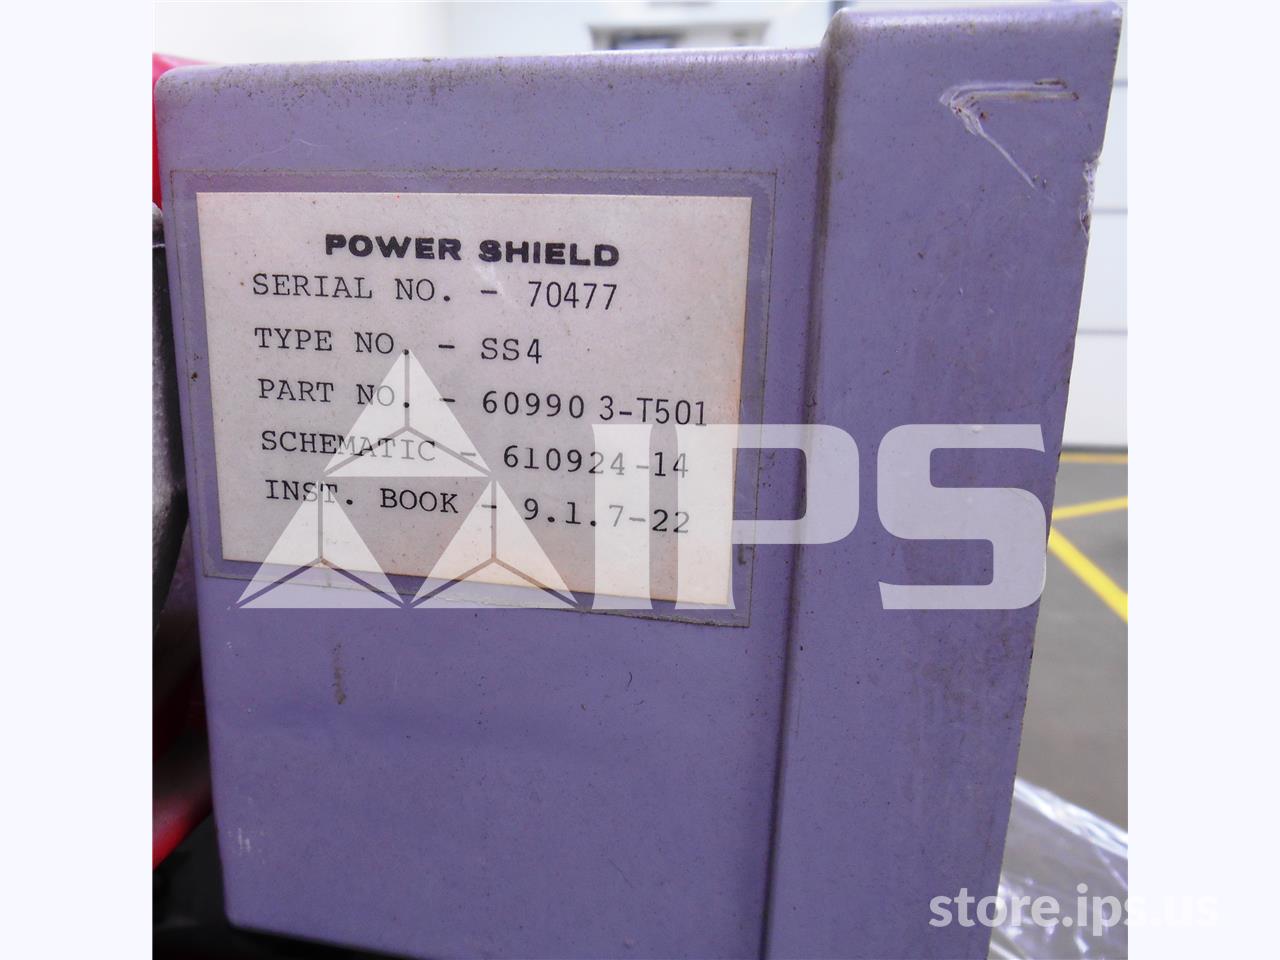 POWER SHIELD
SERIAL NO. - 70477
TYPE NO. - SS4
PART NO. - 60990 3-T501
SCHEMATIC - 610924-14
INST. BOOK - 9.1.7-22
IPS
store.ips.us